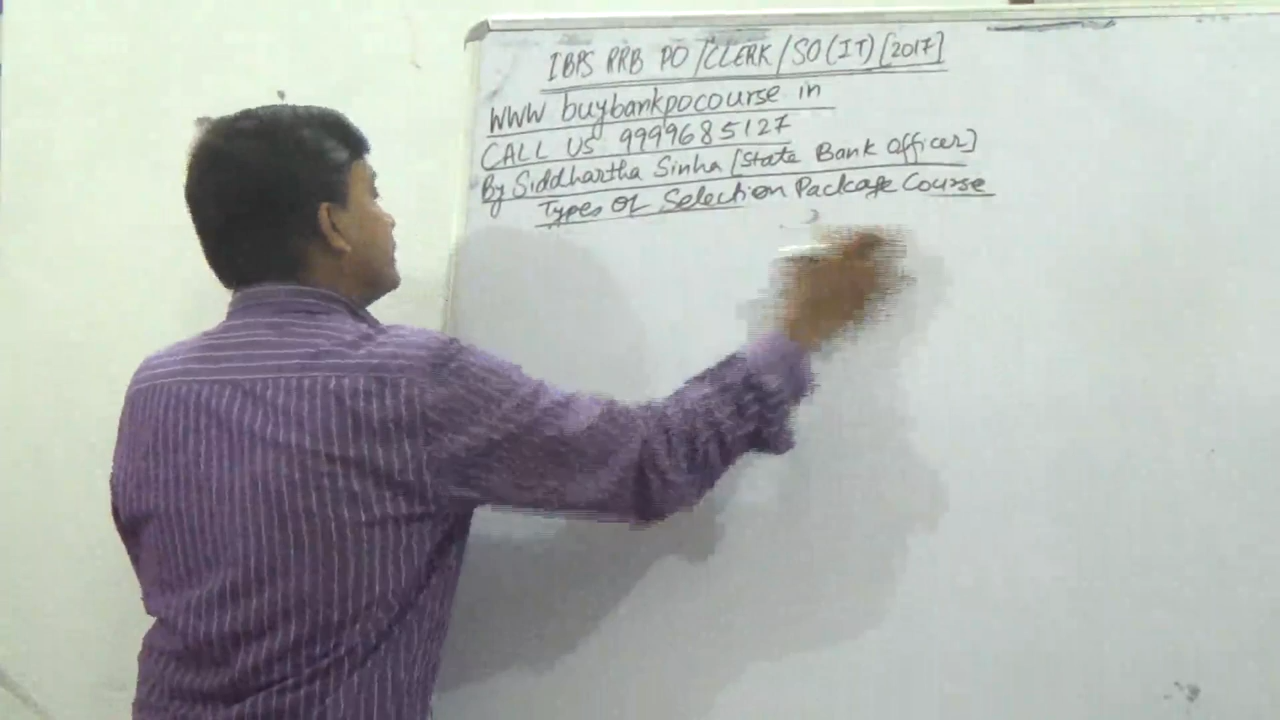 IBPS RRB PO/CLERK/SO(IT)[2017]
WWW buybankpocourse in
CALL US 9999685127
By Siddhartha Sinha [State Bank Officer]
Types Of Selection Package Course